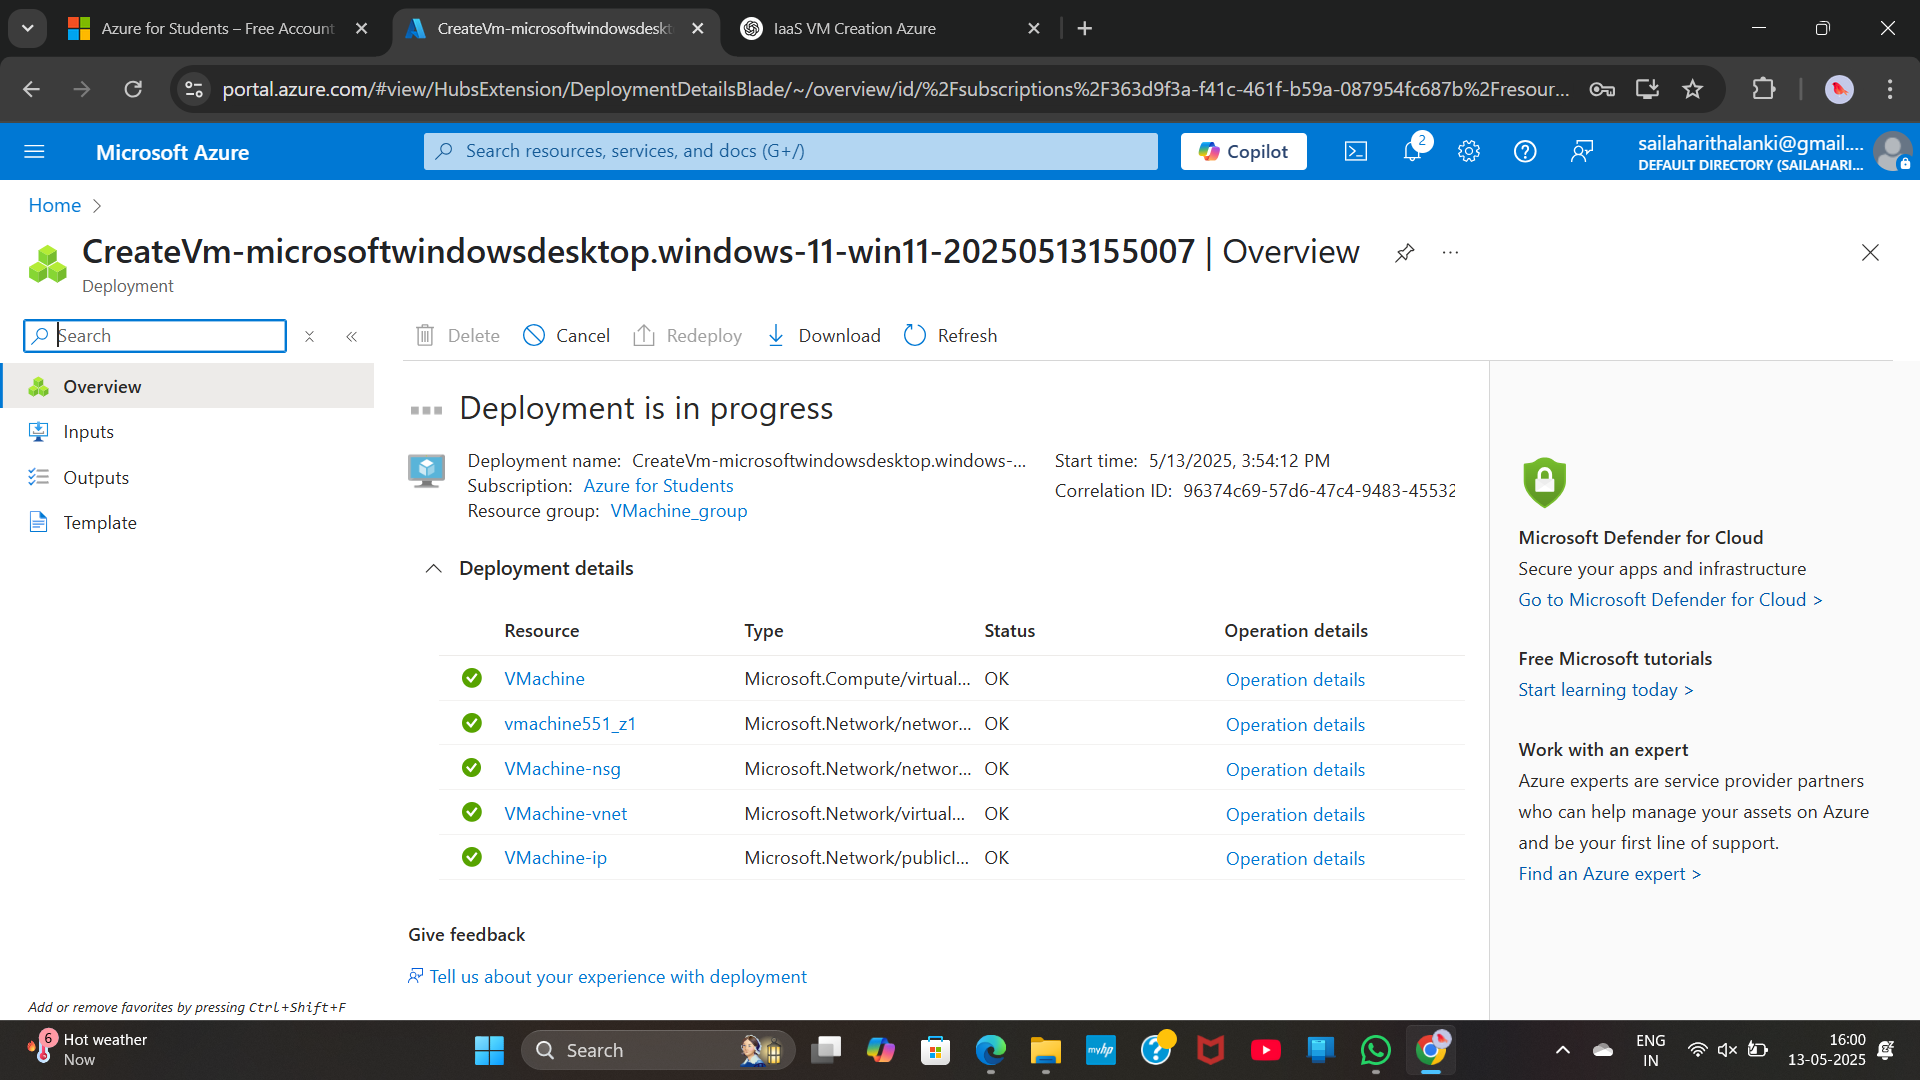 Azure for Students – Free Account
CreateVm-microsoftwindowsdeskt
IaaS VM Creation Azure
portal.azure.com/#view/HubsExtension/DeploymentDetailsBlade/~/overview/id/%2Fsubscriptions%2F363d9f3a-f41c-461f-b59a-087954fc687b%2Fresour...
Microsoft Azure
Search resources, services, and docs (G+/)
Copilot
2
sailaharithalanki@gmail....
DEFAULT DIRECTORY (SAILAHARI...
Home
CreateVm-microsoftwindowsdesktop.windows-11-win11-20250513155007 | Overview
Deployment
Search
Delete
Cancel
Redeploy
Download
Refresh
Overview
Inputs
Outputs
Template
Add or remove favorites by pressing Ctrl+Shift+F
Deployment is in progress
Deployment name: CreateVm-microsoftwindowsdesktop.windows-...
Subscription: Azure for Students
Resource group: VMachine_group
Start time: 5/13/2025, 3:54:12 PM
Correlation ID: 96374c69-57d6-47c4-9483-45532
Deployment details
Resource Type Status Operation details
VMachine Microsoft.Compute/virtual... OK Operation details
vmachine551_z1 Microsoft.Network/networ... OK Operation details
VMachine-nsg Microsoft.Network/networ... OK Operation details
VMachine-vnet Microsoft.Network/virtual... OK Operation details
VMachine-ip Microsoft.Network/publicI... OK Operation details
Give feedback
Tell us about your experience with deployment
Microsoft Defender for Cloud
Secure your apps and infrastructure
Go to Microsoft Defender for Cloud >
Free Microsoft tutorials
Start learning today >
Work with an expert
Azure experts are service provider partners
who can help manage your assets on Azure
and be your first line of support.
Find an Azure expert >
6
Hot weather
Now
Search
myhp
ENG
IN
16:00
13-05-2025